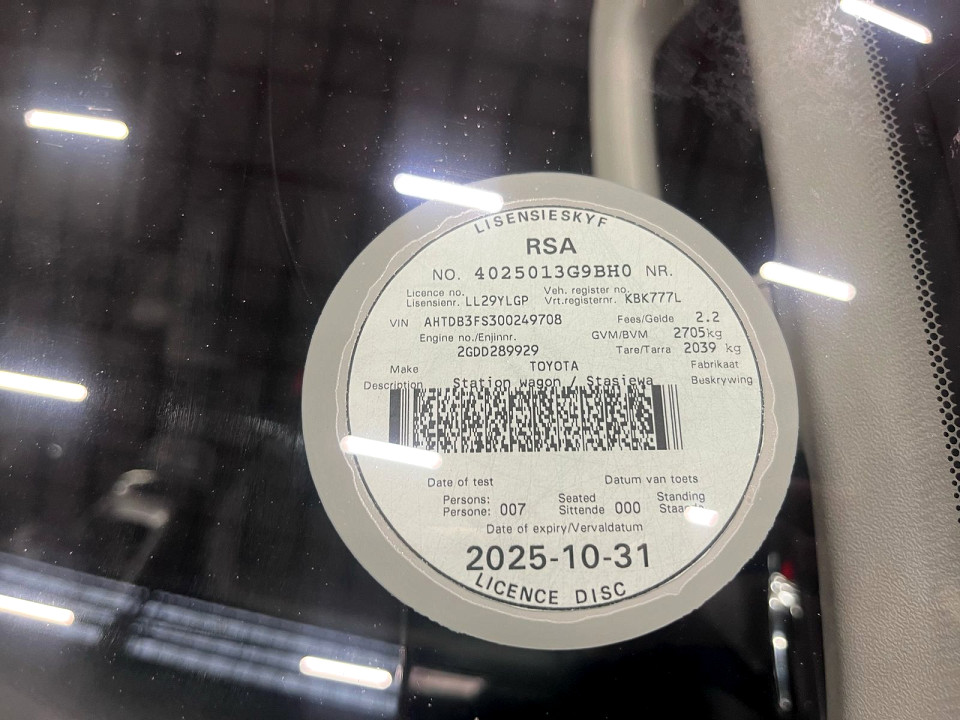 LISENSIESKYF
RSA
NO. 4025013G9BH0 NR.
Licence no. Veh. register no.
Lisensienr. LL29YLGP Vrt.registernr. KBK777L
VIN AHTDB3FS300249708 Fees/Gelde 2.2
Engine no./Enjinnr. GVM/BVM 2705kg
2GDD289929 Tare/Tarra 2039 kg
Make TOYOTA Fabrikaat
Description Station wagon / Stasiewa Beskrywing
Date of test Datum van toets
Persons: Seated Standing
Persone: 007 Sittende 000
Date of expiry/Vervaldatum
2025-10-31
LICENCE DISC